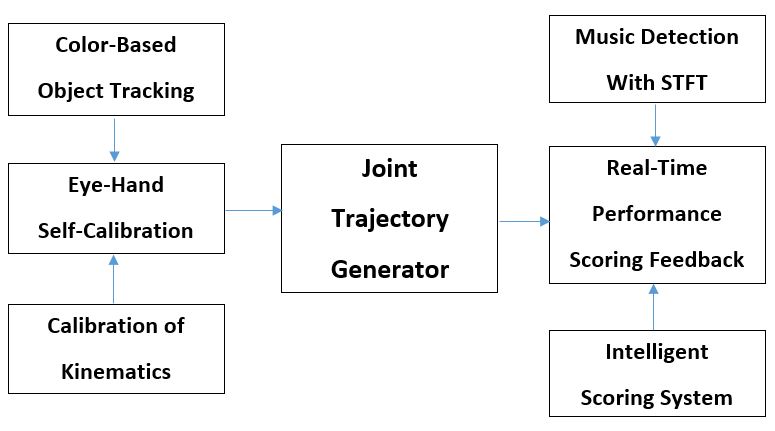 Color-Based
Object Tracking
Eye-Hand
Self-Calibration
Calibration of
Kinematics
Joint
Trajectory
Generator
Music Detection
With STFT
Real-Time
Performance
Scoring Feedback
Intelligent
Scoring System